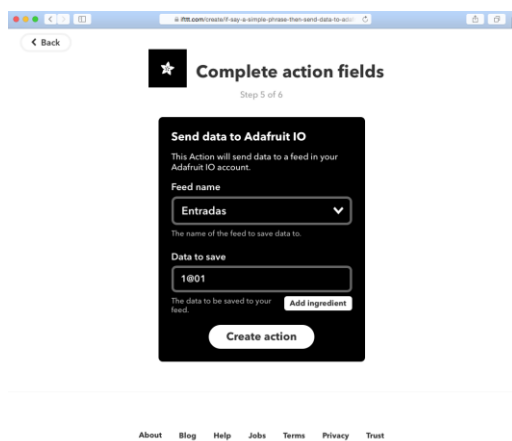 ifttt.com/create/if-say-a-simple-phrase-then-send-data-to-adaf
Back
Complete action fields
Step 5 of 6
Send data to Adafruit IO
This Action will send data to a feed in your
Adafruit IO account.
Feed name
Entradas
The name of the feed to save data to.
Data to save
1@01
The data to be saved to your
feed.
Add ingredient
Create action
About Blog Help Jobs Terms Privacy Trust